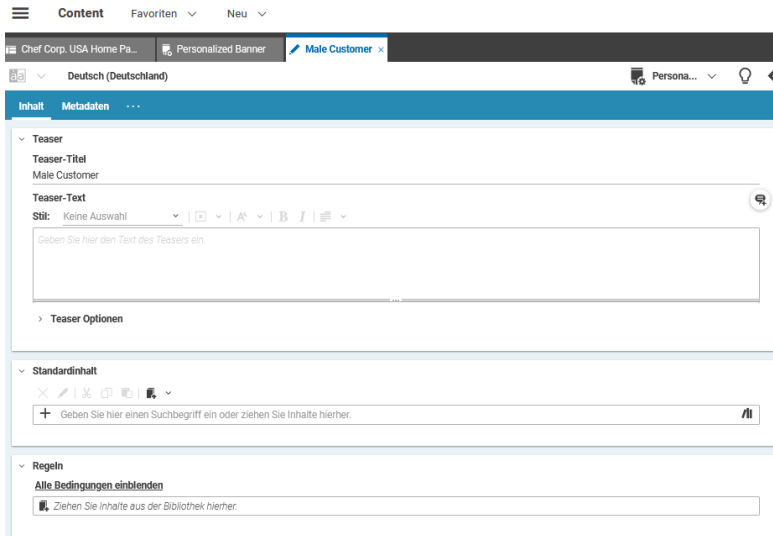 Content Favoriten Neu
Chef Corp. USA Home Pa... Personalized Banner Male Customer ×
Deutsch (Deutschland) Persona...
Inhalt Metadaten ...
Teaser
Teaser-Titel
Male Customer
Teaser-Text
Stil: Keine Auswahl B I
Geben Sie hier den Text des Teasers ein.
Teaser Optionen
Standardinhalt
Geben Sie hier einen Suchbegriff ein oder ziehen Sie Inhalte hierher.
Regeln
Alle Bedingungen einblenden
Ziehen Sie Inhalte aus der Bibliothek hierher.